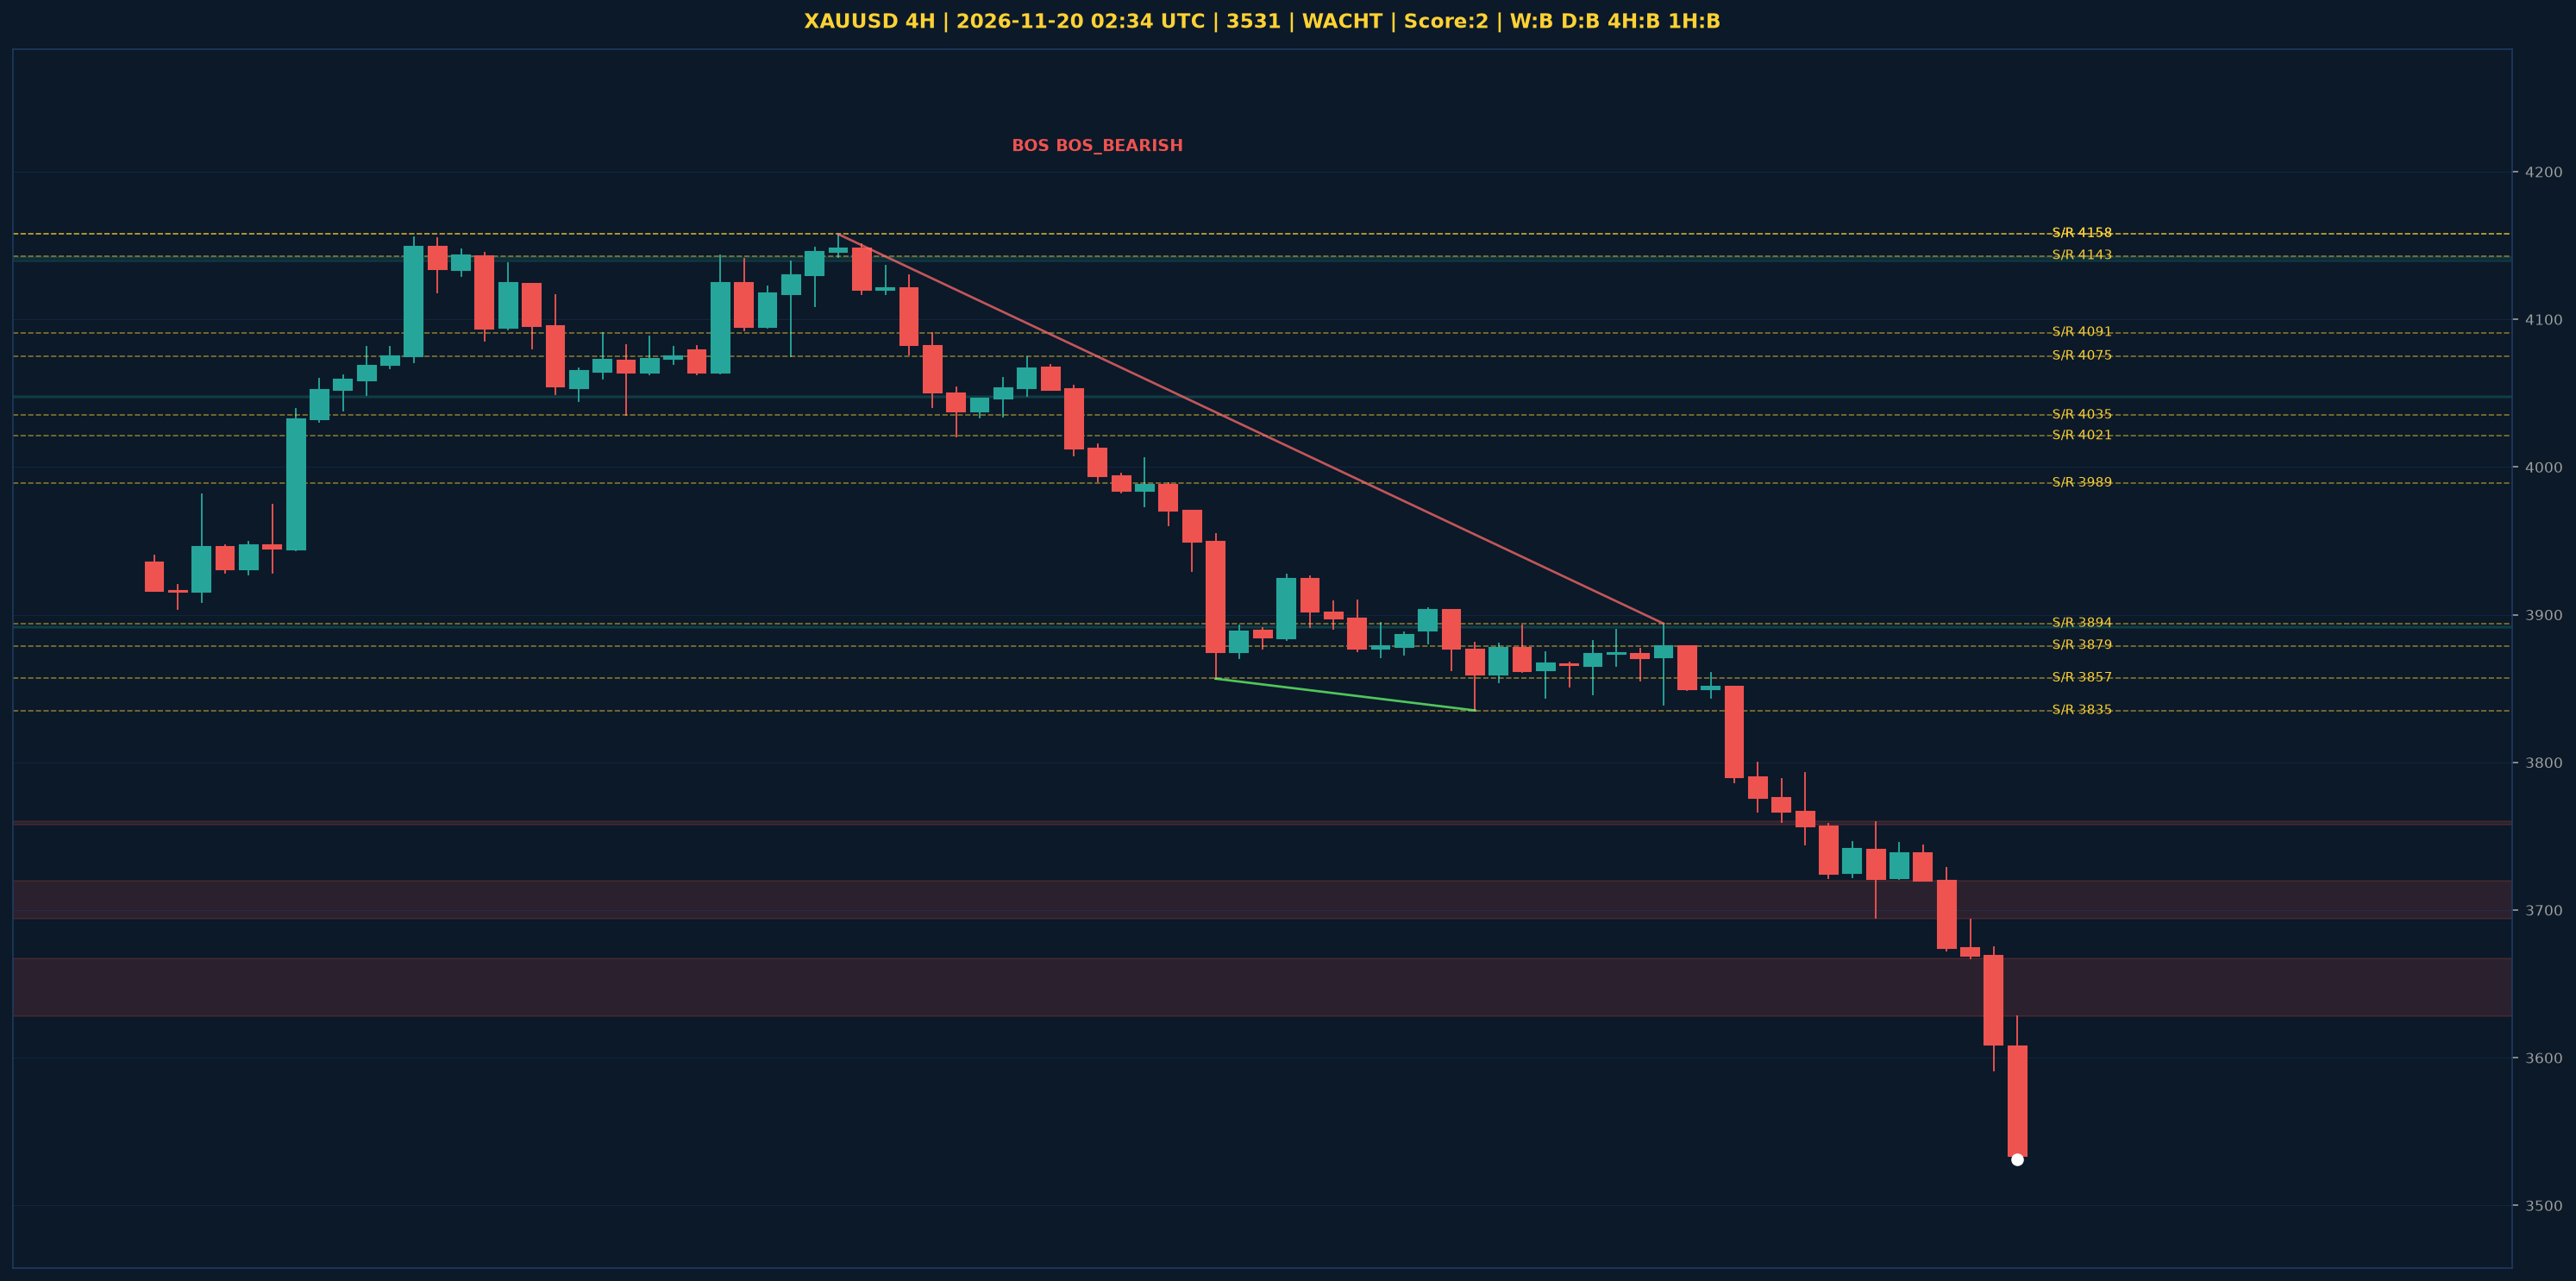 XAUUSD 4H | 2026-11-20 02:34 UTC | 3531 | WACHT | Score:2 | W:B D:B 4H:B 1H:B
BOS BOS_BEARISH
4200
S/R 4158
S/R 4143
4100
S/R 4091
S/R 4075
S/R 4035
S/R 4021
4000
S/R 3989
3900
S/R 3894
S/R 3879
S/R 3857
S/R 3835
3800
3700
3600
3500